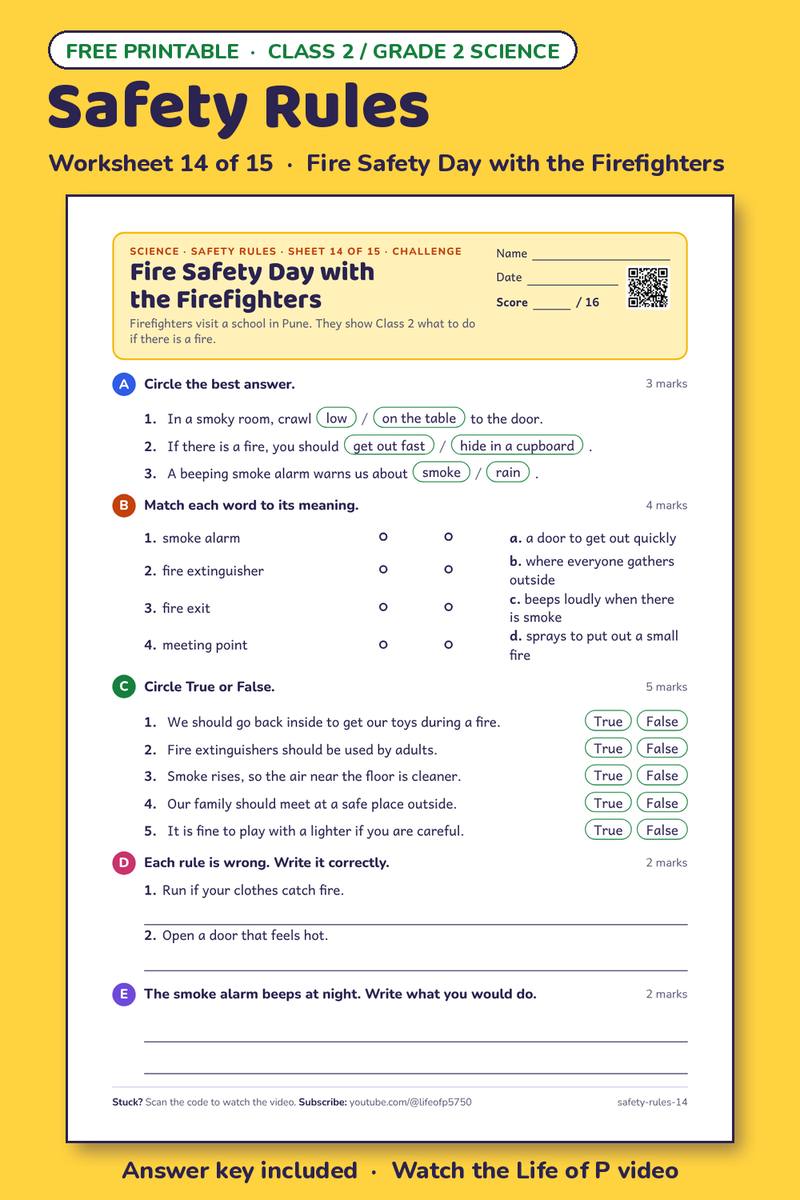 FREE PRINTABLE · CLASS 2 / GRADE 2 SCIENCE
Safety Rules
Worksheet 14 of 15 · Fire Safety Day with the Firefighters
SCIENCE · SAFETY RULES · SHEET 14 OF 15 · CHALLENGE
Fire Safety Day with
the Firefighters
Firefighters visit a school in Pune. They show Class 2 what to do
if there is a fire.
Name
Date
Score / 16
A Circle the best answer. 3 marks
1. In a smoky room, crawl low / on the table to the door.
2. If there is a fire, you should get out fast / hide in a cupboard .
3. A beeping smoke alarm warns us about smoke / rain .
B Match each word to its meaning. 4 marks
1. smoke alarm a. a door to get out quickly
2. fire extinguisher b. where everyone gathers
outside
3. fire exit c. beeps loudly when there
is smoke
4. meeting point d. sprays to put out a small
fire
C Circle True or False. 5 marks
1. We should go back inside to get our toys during a fire. True False
2. Fire extinguishers should be used by adults. True False
3. Smoke rises, so the air near the floor is cleaner. True False
4. Our family should meet at a safe place outside. True False
5. It is fine to play with a lighter if you are careful. True False
D Each rule is wrong. Write it correctly. 2 marks
1. Run if your clothes catch fire.
2. Open a door that feels hot.
E The smoke alarm beeps at night. Write what you would do. 2 marks
Stuck? Scan the code to watch the video. Subscribe: youtube.com/@lifeofp5750 safety-rules-14
Answer key included · Watch the Life of P video